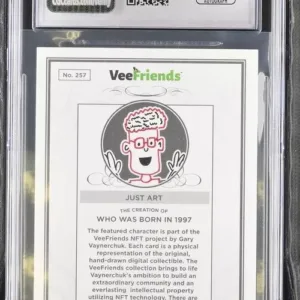 No. 257
VeeFriends™
JUST ART
THE CREATION OF
WHO WAS BORN IN 1997
The featured character is part of the
VeeFriends NFT project by Gary
Vaynerchuk. Each card is a physical
representation of the original,
hand-drawn digital collectible. The
VeeFriends collection brings to life
Vaynerchuk's ambition to build an
extraordinary community and an
everlasting intellectual property
utilizing NFT technology. There are